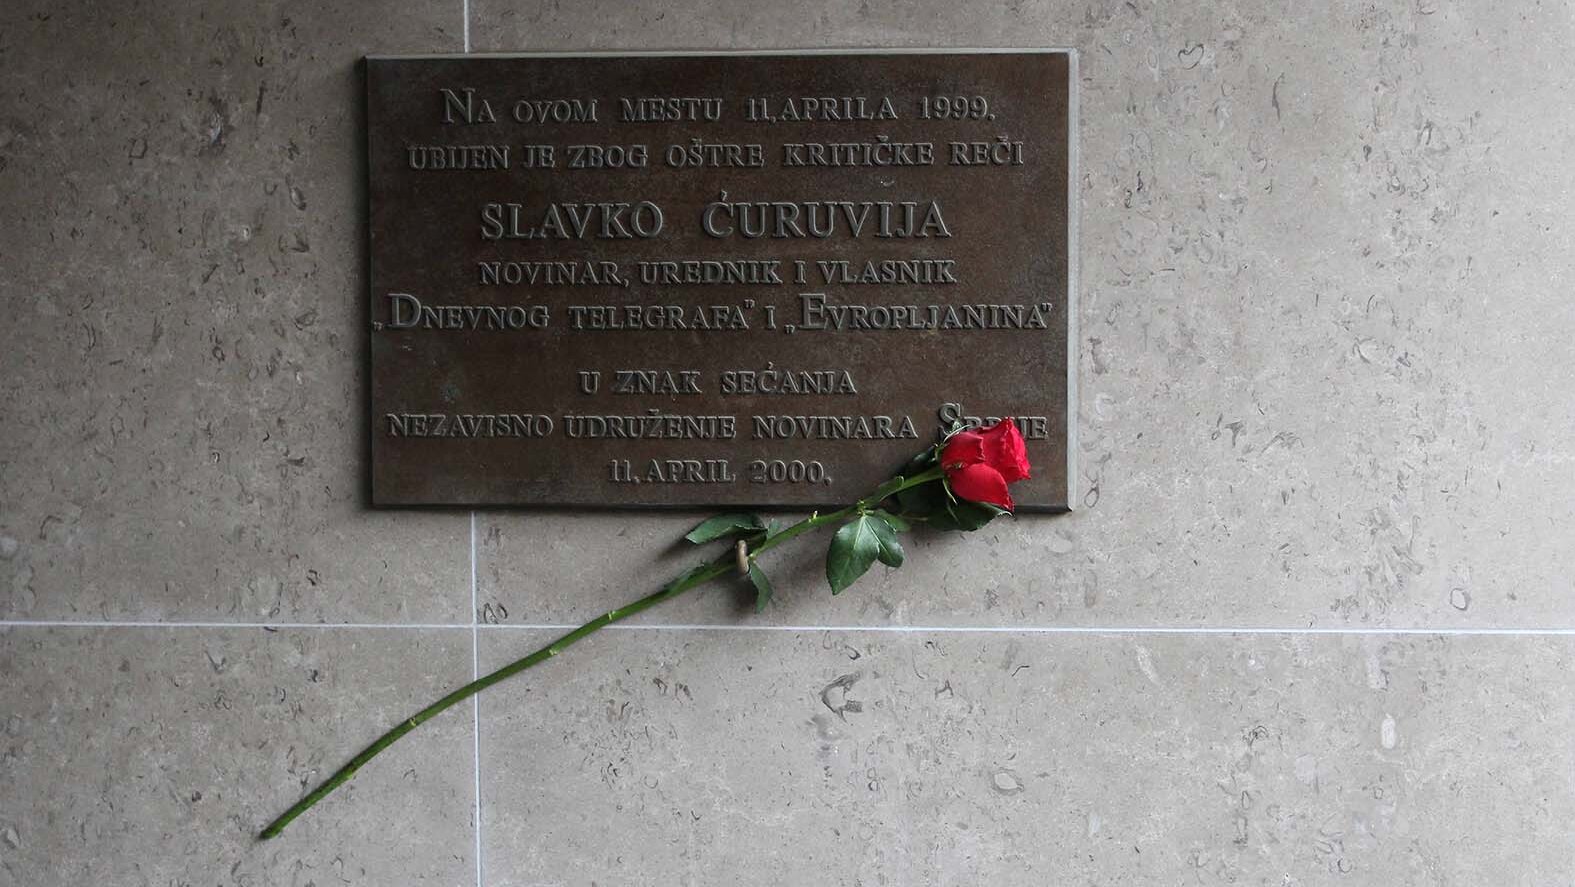 NA OVOM MESTU 11. APRILA 1999.
UBIJEN JE ZBOG OŠTRE KRITIČKE REČI
SLAVKO ĆURUVIJA
NOVINAR, UREDNIK I VLASNIK
„DNEVNOG TELEGRAFA” I „EVROPLJANINA”
U ZNAK SEĆANJA
NEZAVISNO UDRUŽENJE NOVINARA SRBIJE
11. APRIL 2000.